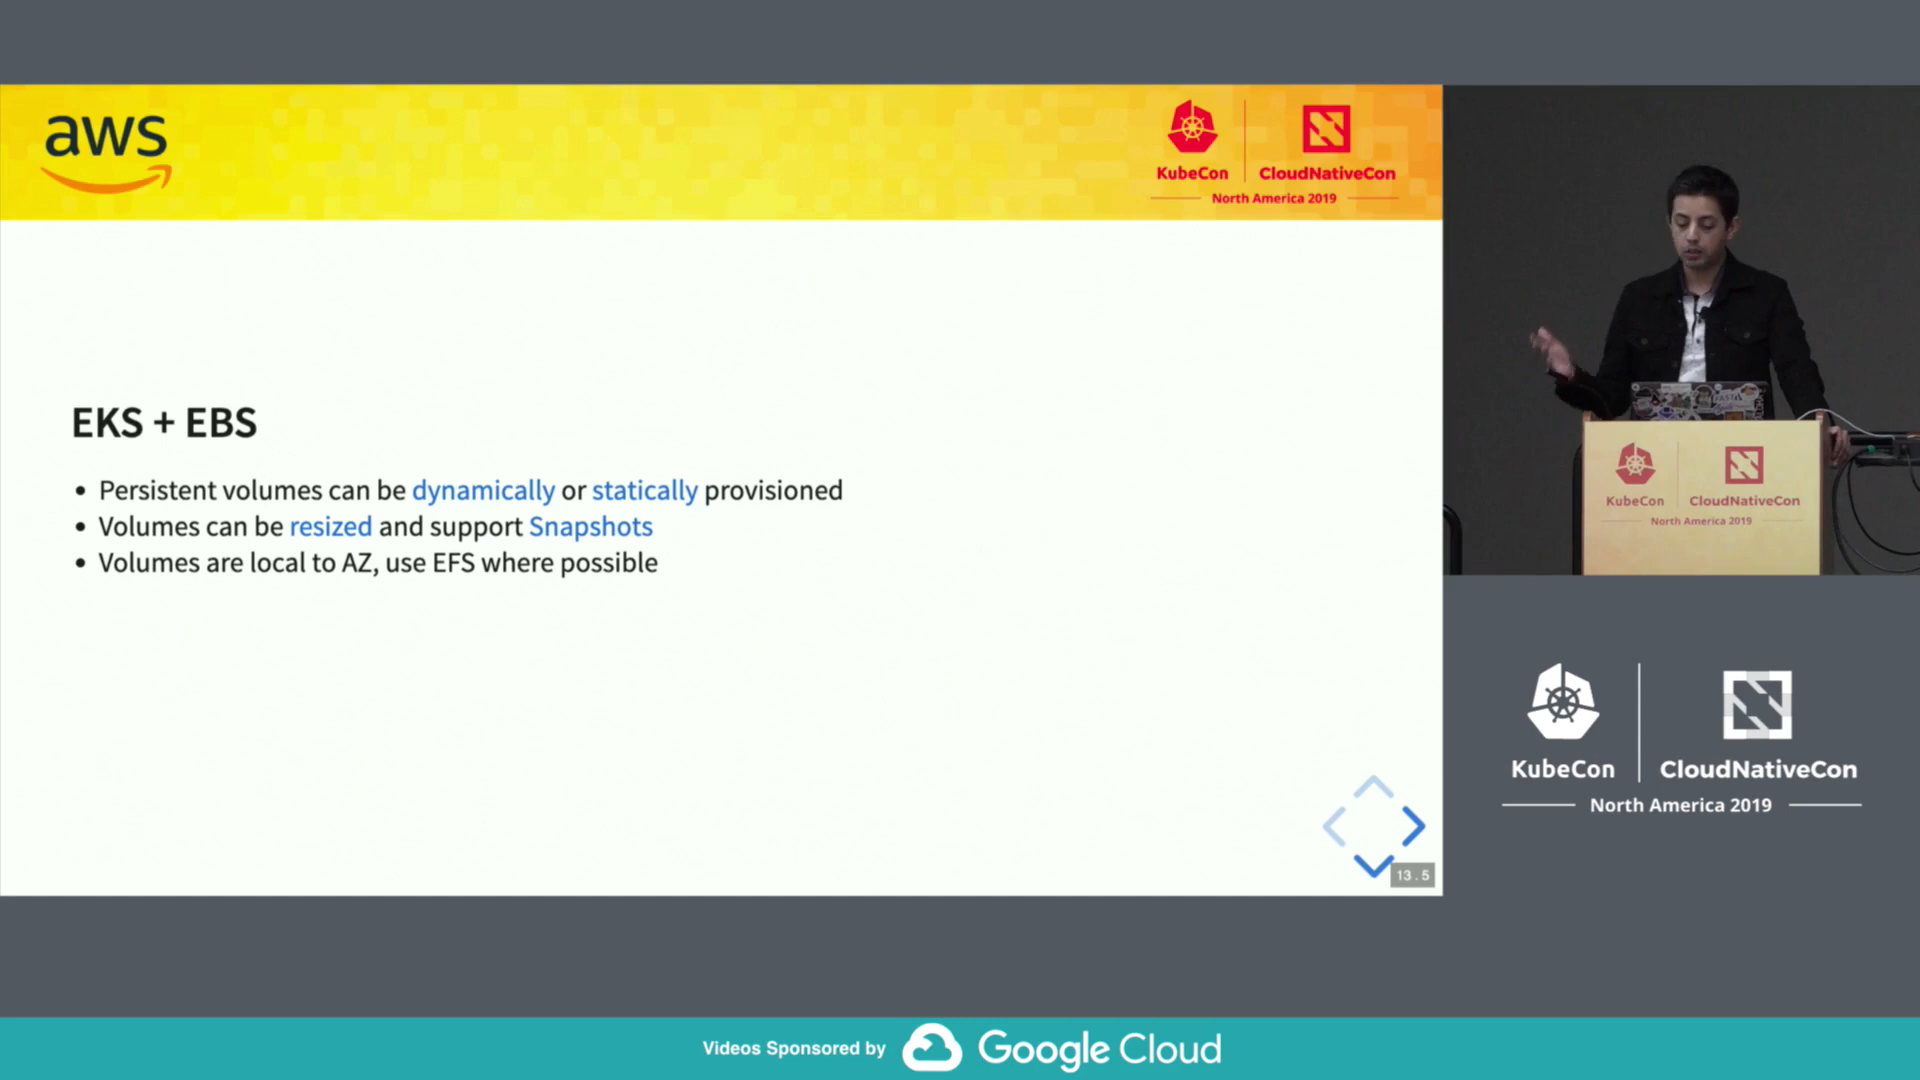 aws
KubeCon
CloudNativeCon
North America 2019
EKS + EBS
• Persistent volumes can be dynamically or statically provisioned
• Volumes can be resized and support Snapshots
• Volumes are local to AZ, use EFS where possible
13.5
KubeCon
CloudNativeCon
North America 2019
KubeCon
CloudNativeCon
North America 2019
Videos Sponsored by
Google Cloud